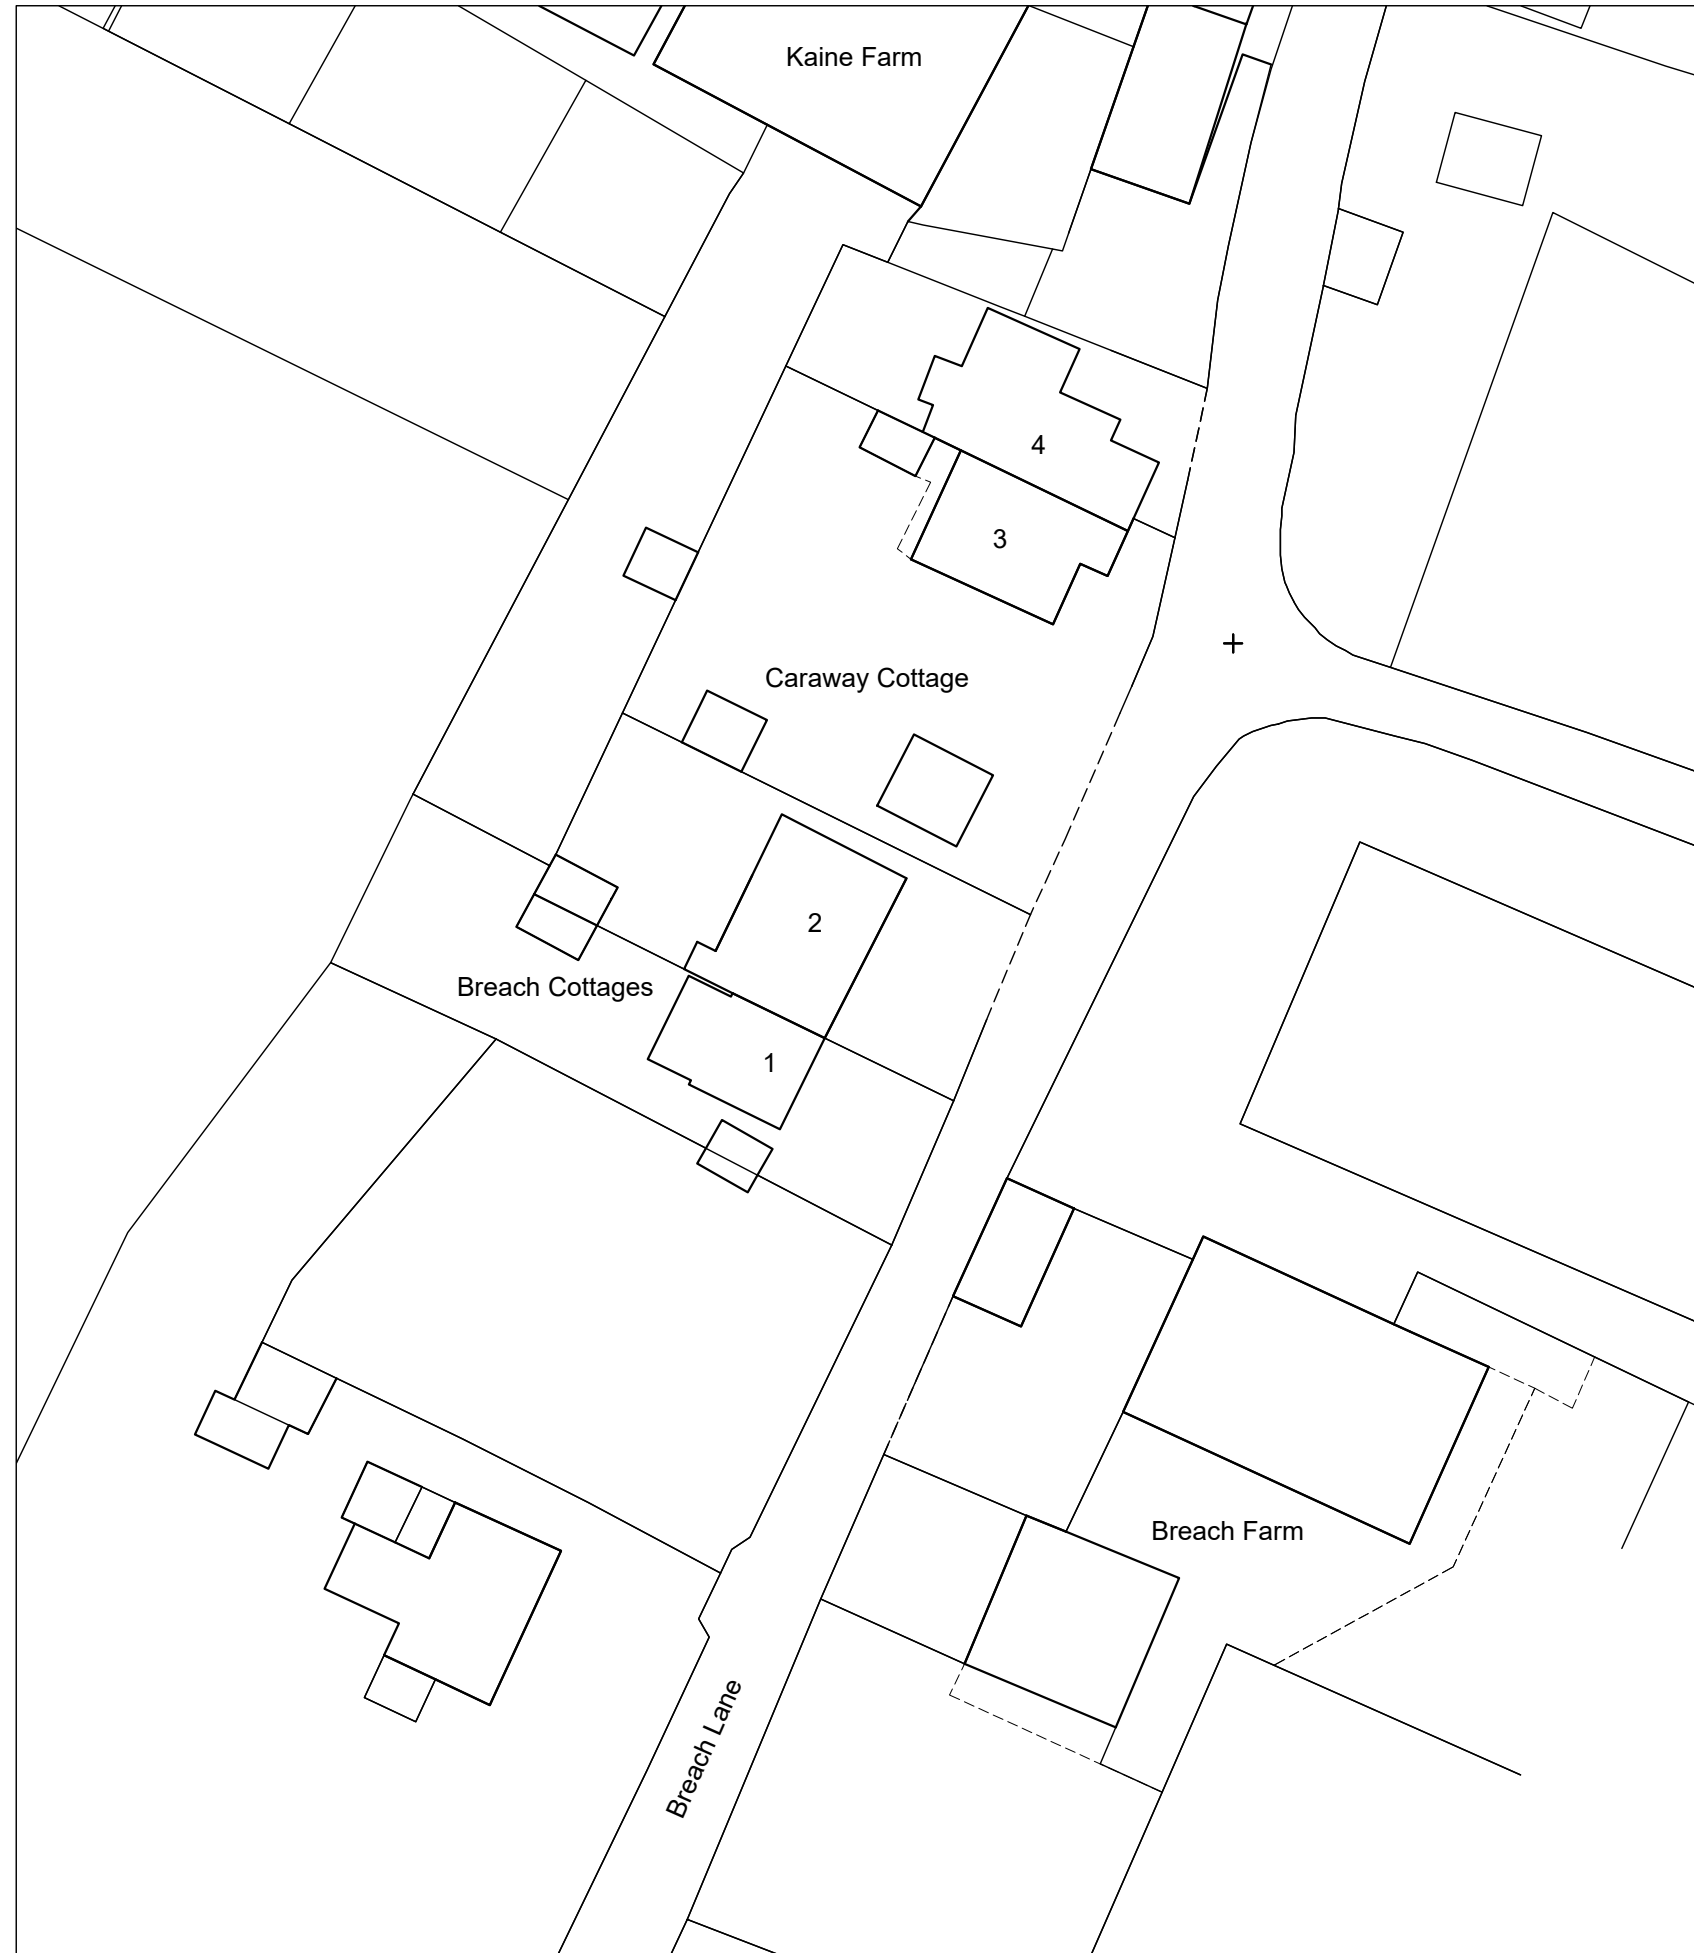 Kaine Farm
4
3
Caraway Cottage
2
Breach Cottages
1
Breach Farm
Breach Lane